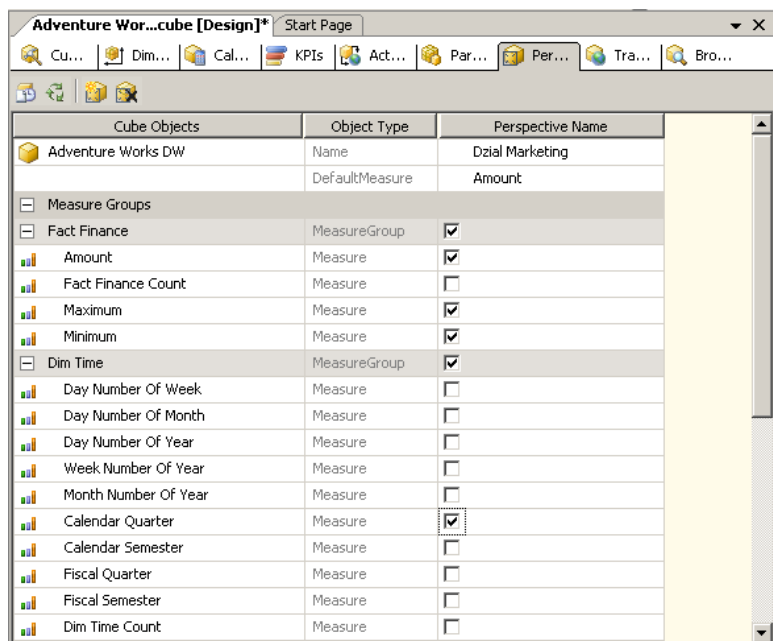 Adventure Wor...cube [Design]* Start Page
Cu... Dim... Cal... KPIs Act... Par... Per... Tra... Bro...
Cube Objects Object Type Perspective Name
Adventure Works DW Name Dzial Marketing
DefaultMeasure Amount
Measure Groups
Fact Finance MeasureGroup
Amount Measure
Fact Finance Count Measure
Maximum Measure
Minimum Measure
Dim Time MeasureGroup
Day Number Of Week Measure
Day Number Of Month Measure
Day Number Of Year Measure
Week Number Of Year Measure
Month Number Of Year Measure
Calendar Quarter Measure
Calendar Semester Measure
Fiscal Quarter Measure
Fiscal Semester Measure
Dim Time Count Measure